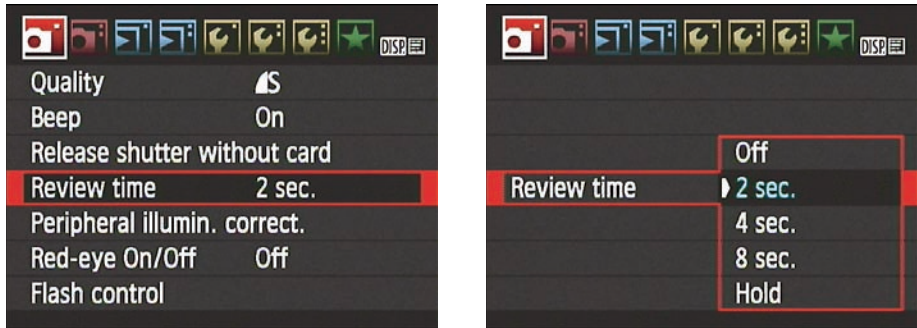 DISP.
Quality S
Beep On
Release shutter without card
Review time 2 sec.
Peripheral illumin. correct.
Red-eye On/Off Off
Flash control
DISP.
Off
Review time 2 sec.
4 sec.
8 sec.
Hold